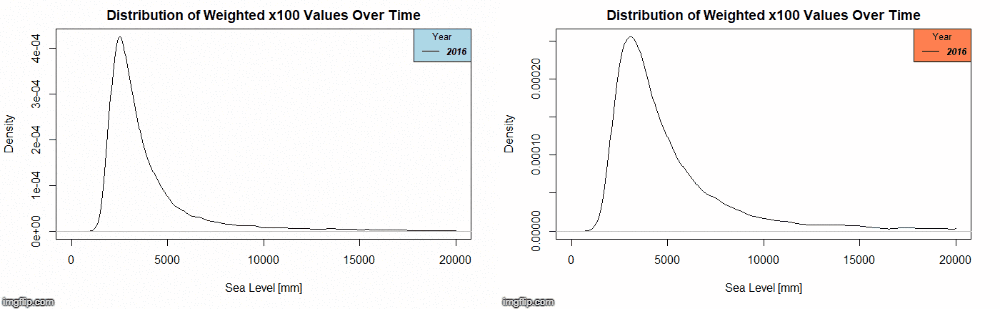 Distribution of Weighted x100 Values Over Time
Year
2016
Density
4e-04
3e-04
2e-04
1e-04
0e+00
0 5000 10000 15000 20000
Sea Level [mm]
imgflip.com
Distribution of Weighted x100 Values Over Time
Year
2016
Density
0.00020
0.00010
0.00000
0 5000 10000 15000 20000
Sea Level [mm]
imgflip.com